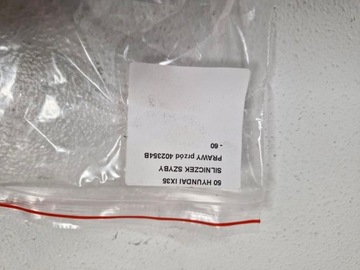 60 HYUNDAI IX35
SILNICZEK SZYBY
PRAWY przód 402354B
- 60